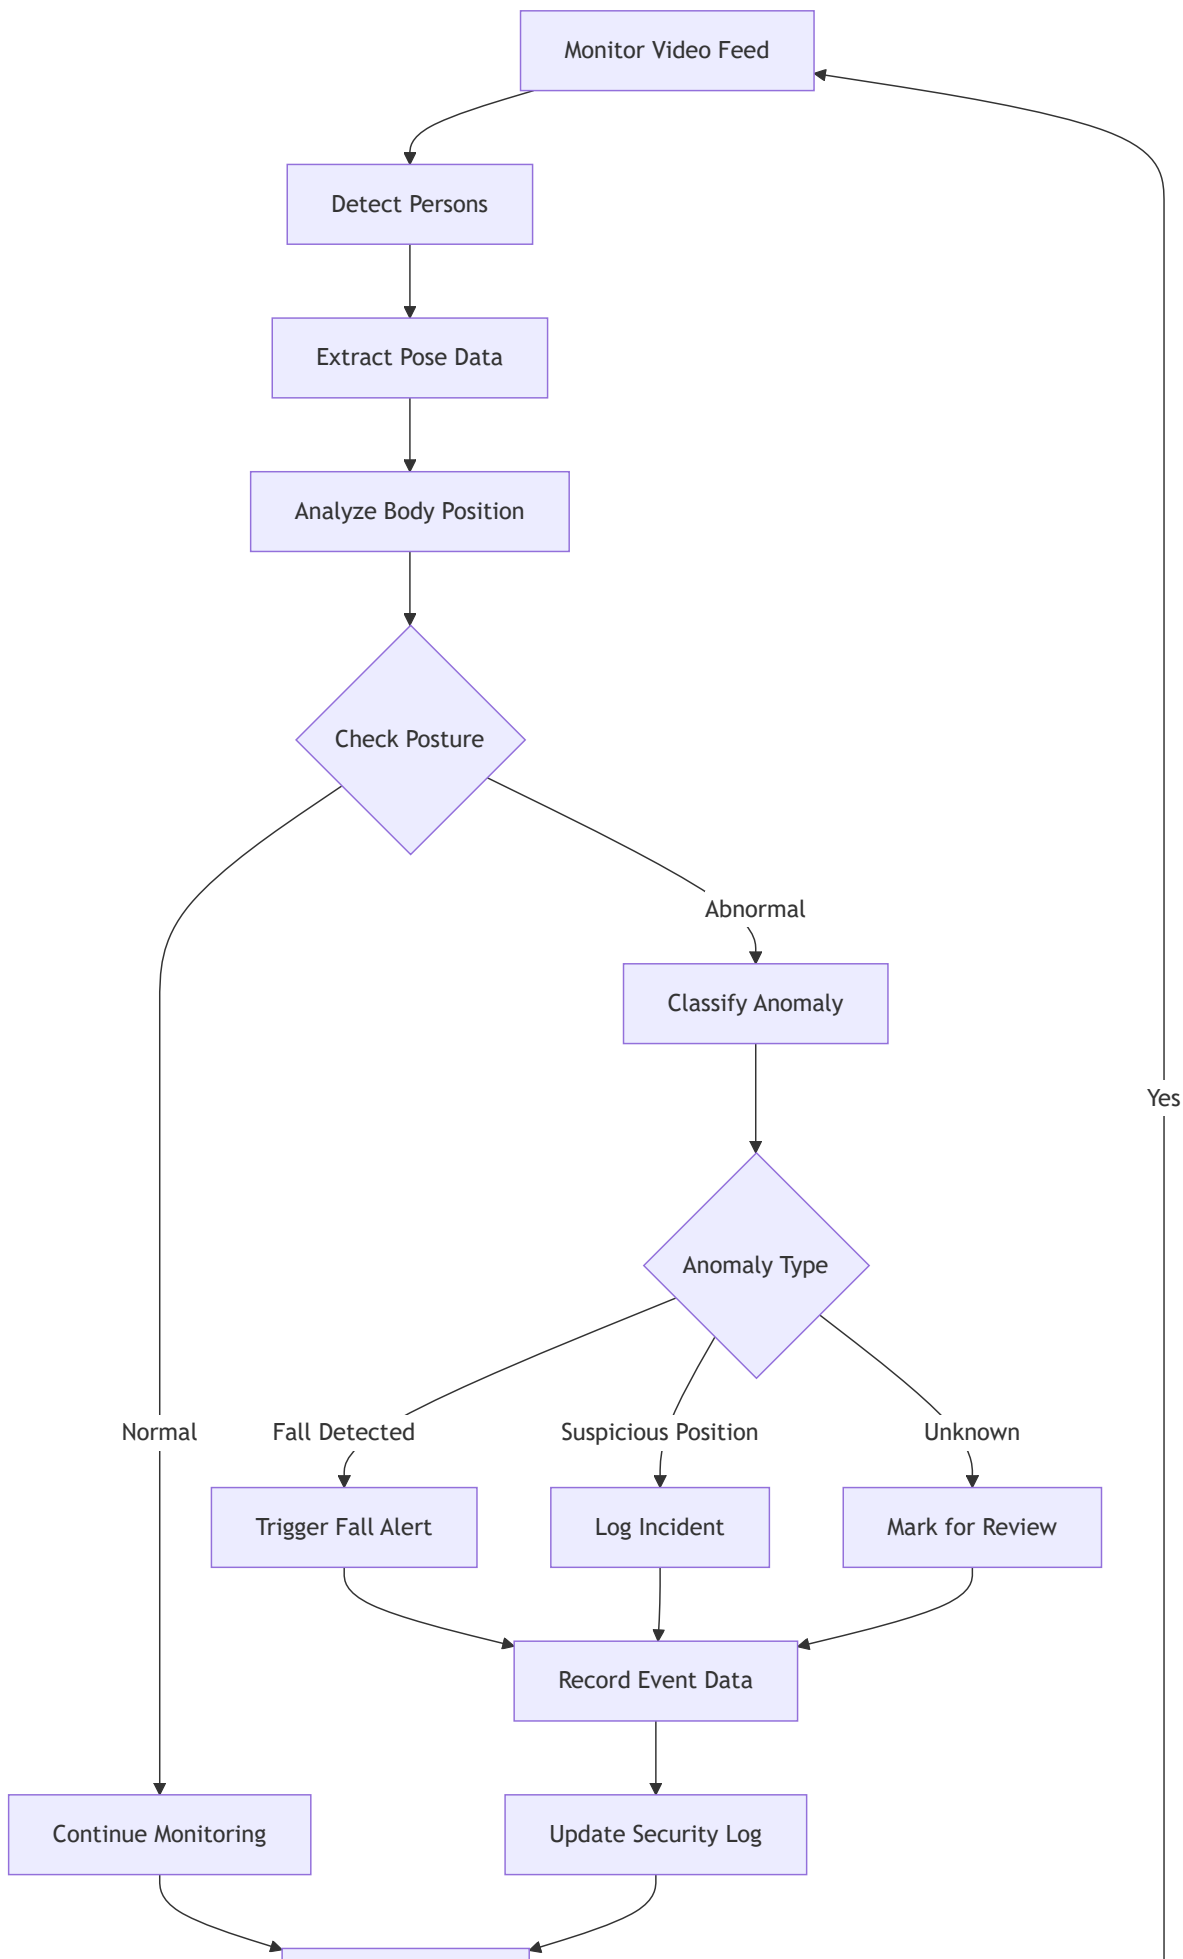 Monitor Video Feed
Detect Persons
Extract Pose Data
Analyze Body Position
Check Posture
Abnormal
Classify Anomaly
Yes
Anomaly Type
Normal
Fall Detected
Suspicious Position
Unknown
Trigger Fall Alert
Log Incident
Mark for Review
Record Event Data
Continue Monitoring
Update Security Log